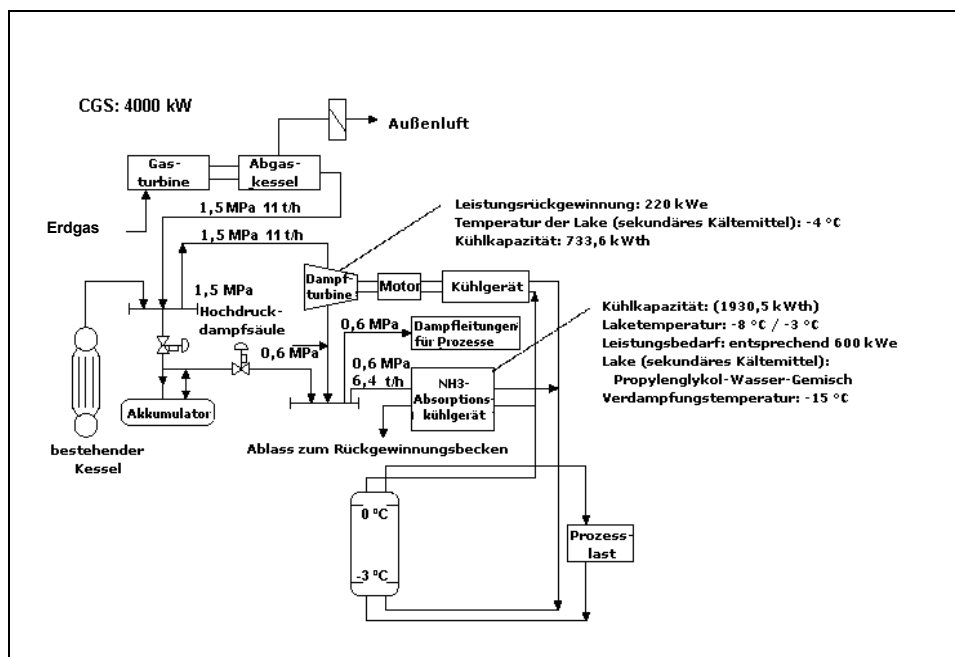 CGS: 4000 kW
Außenluft
Gas-
turbine
Abgas-
kessel
Erdgas
1,5 MPa 11 t/h
1,5 MPa 11 t/h
Leistungsrückgewinnung: 220 kWe
Temperatur der Lake (sekundäres Kältemittel): -4 °C
Kühlkapazität: 733,6 kWth
Dampf-
turbine
Motor
Kühlgerät
1,5 MPa
Hochdruck-
dampfsäule
0,6 MPa
0,6 MPa
Dampfleitungen
für Prozesse
Kühlkapazität: (1930,5 kWth)
Laketemperatur: -8 °C / -3 °C
Leistungsbedarf: entsprechend 600 kWe
Lake (sekundäres Kältemittel):
Propylenglykol-Wasser-Gemisch
Verdampfungstemperatur: -15 °C
0,6 MPa
6,4 t/h
NH3-
Absorptions-
kühlgerät
Akkumulator
bestehender
Kessel
Ablass zum Rückgewinnungsbecken
0 °C
-3 °C
Prozess-
last